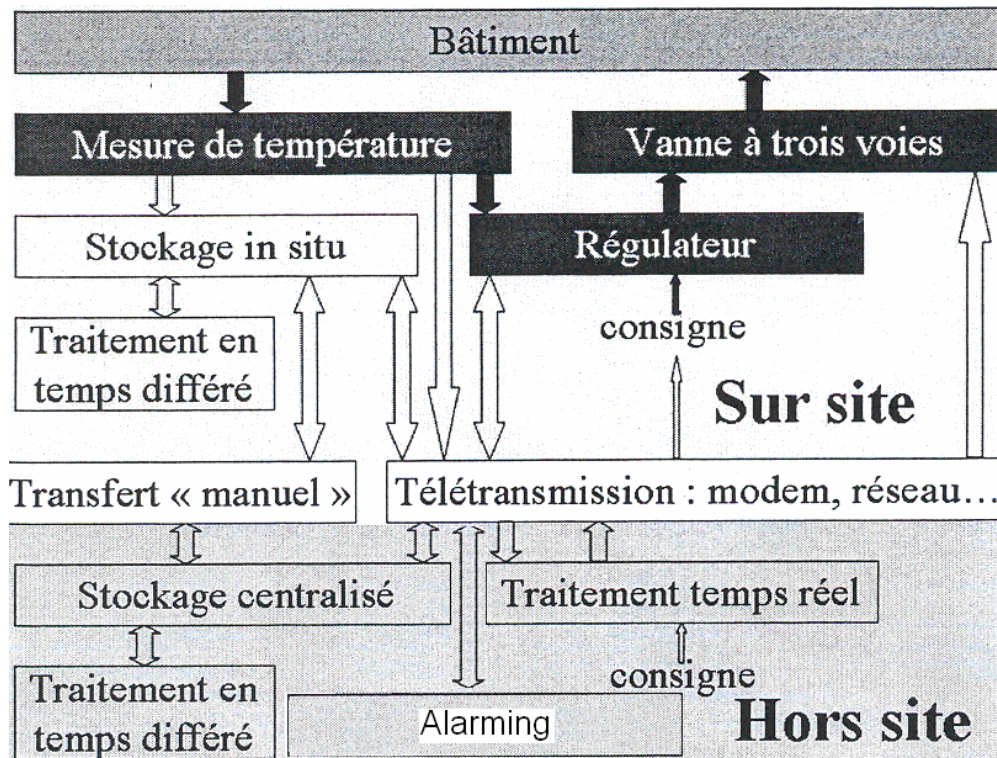 Bâtiment
Mesure de température
Vanne à trois voies
Stockage in situ
Régulateur
Traitement en
temps différé
consigne
Sur site
Transfert « manuel »
Télétransmission : modem, réseau…
Stockage centralisé
Traitement temps réel
Traitement en
temps différé
consigne
Alarming
Hors site